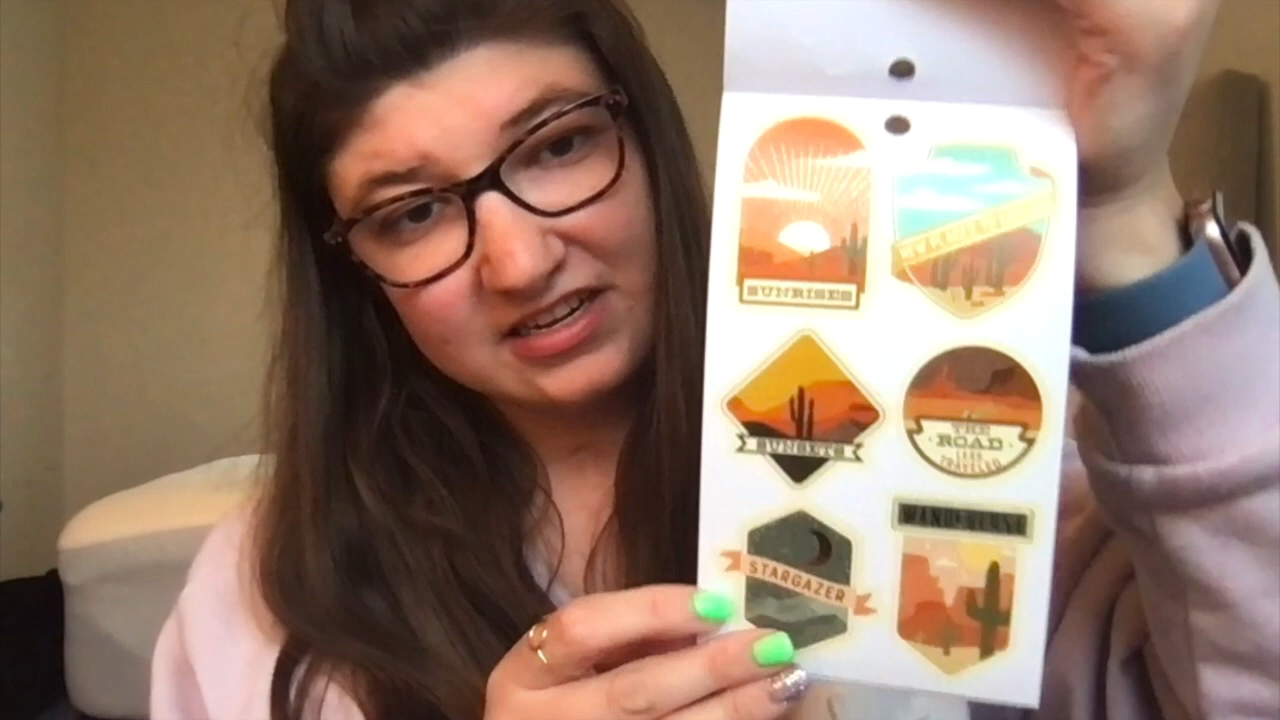 SUNRISES
SUNSETS
THE
ROAD
LESS
TRAVELED
STARGAZER
WANDERLUST